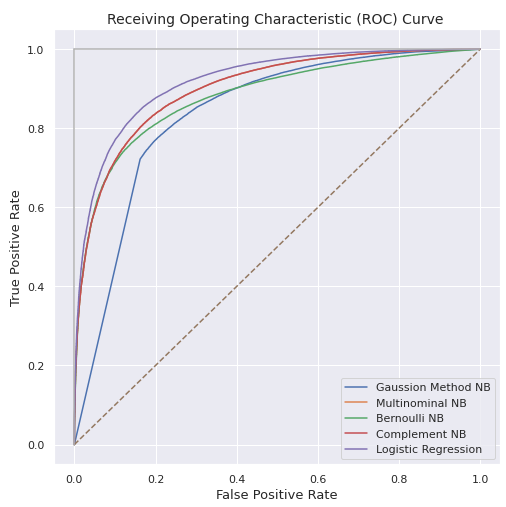 Receiving Operating Characteristic (ROC) Curve
True Positive Rate
1.0
0.8
0.6
0.4
0.2
0.0
0.0 0.2 0.4 0.6 0.8 1.0
False Positive Rate
Gaussion Method NB
Multinominal NB
Bernoulli NB
Complement NB
Logistic Regression